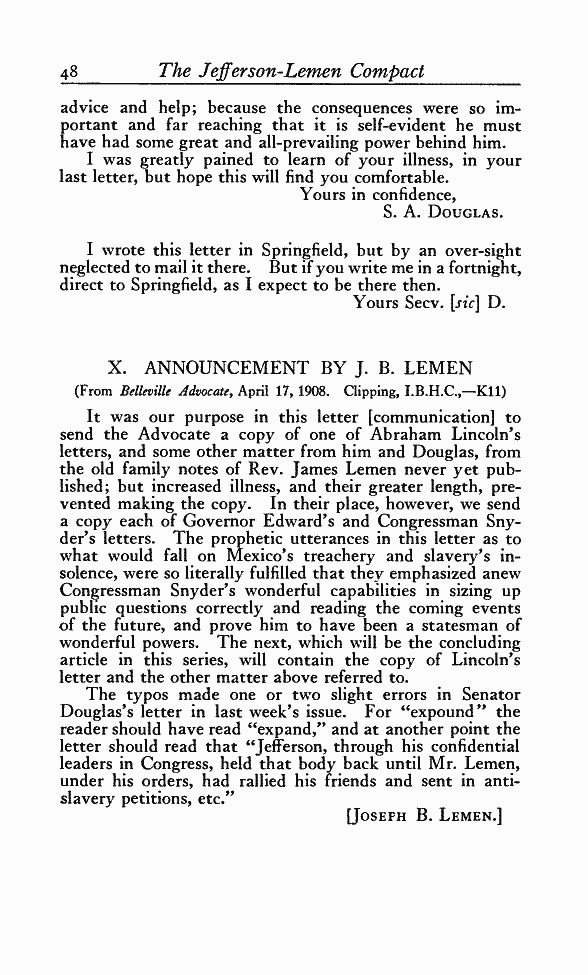 48 The Jefferson-Lemen Compact
advice and help; because the consequences were so im-
portant and far reaching that it is self-evident he must
have had some great and all-prevailing power behind him.
I was greatly pained to learn of your illness, in your
last letter, but hope this will find you comfortable.
Yours in confidence,
S. A. Douglas.
I wrote this letter in Springfield, but by an over-sight
neglected to mail it there. But if you write me in a fortnight,
direct to Springfield, as I expect to be there then.
Yours Secv. [sic] D.
X. ANNOUNCEMENT BY J. B. LEMEN
(From Belleville Advocate, April 17, 1908. Clipping, I.B.H.C.,—K11)
It was our purpose in this letter [communication] to
send the Advocate a copy of one of Abraham Lincoln's
letters, and some other matter from him and Douglas, from
the old family notes of Rev. James Lemen never yet pub-
lished; but increased illness, and their greater length, pre-
vented making the copy. In their place, however, we send
a copy each of Governor Edward's and Congressman Sny-
der's letters. The prophetic utterances in this letter as to
what would fall on Mexico's treachery and slavery's in-
solence, were so literally fulfilled that they emphasized anew
Congressman Snyder's wonderful capabilities in sizing up
public questions correctly and reading the coming events
of the future, and prove him to have been a statesman of
wonderful powers. The next, which will be the concluding
article in this series, will contain the copy of Lincoln's
letter and the other matter above referred to.
The typos made one or two slight errors in Senator
Douglas's letter in last week's issue. For "expound" the
reader should have read "expand," and at another point the
letter should read that "Jefferson, through his confidential
leaders in Congress, held that body back until Mr. Lemen,
under his orders, had rallied his friends and sent in anti-
slavery petitions, etc."
[Joseph B. Lemen.]